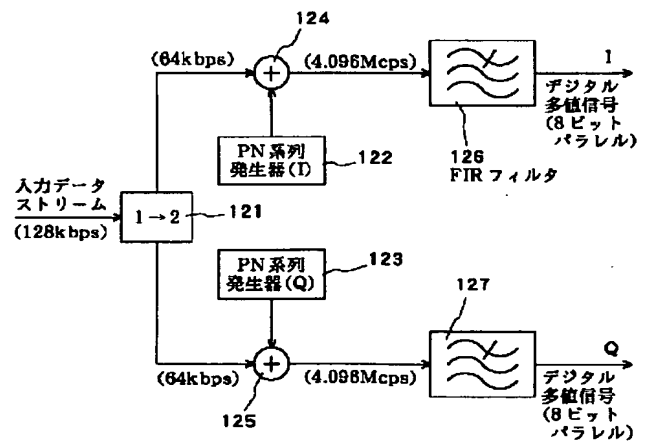 124
(64kbps)
+
(4.096Mcps)
I
デジタル
多値信号
(8ビット
パラレル)
PN系列
発生器(I)
122
126
FIRフィルタ
入力データ
ストリーム
(128kbps)
1→2
121
PN系列
発生器(Q)
123
127
(64kbps)
+
125
(4.096Mcps)
Q
デジタル
多値信号
(8ビット
パラレル)